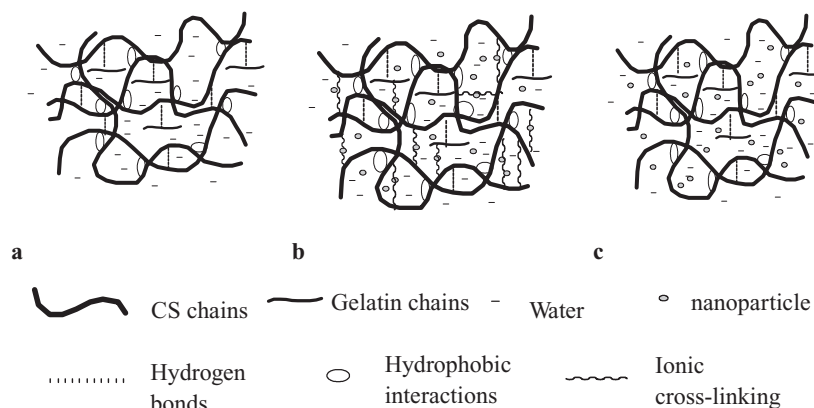 a b c
CS chains Gelatin chains Water nanoparticle
Hydrogen bonds
Hydrophobic interactions
Ionic cross-linking